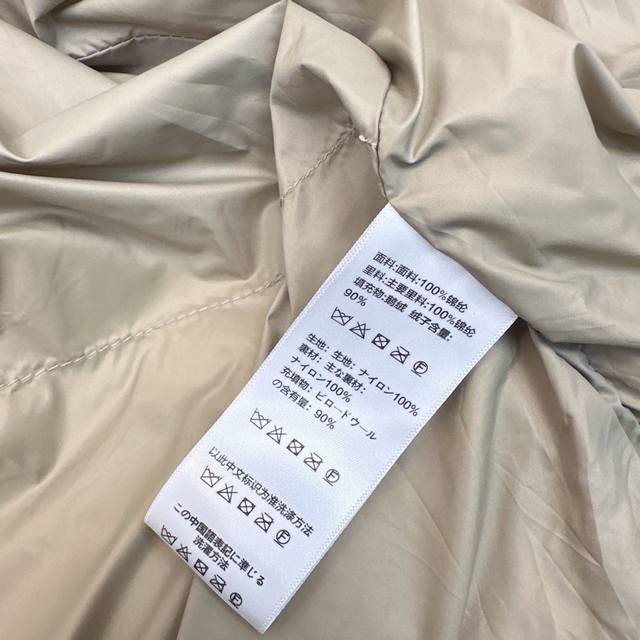 面料:面料:100%锦纶
里料:主要里料:100%锦纶
填充物:鹅绒 绒子含量:
90%
生地: 生地: ナイロン100%
裏材: 主な裏材:
ナイロン:100%
充填物: ビロードウール
の含有量: 90%
以此中文标识为准洗涤方法
この中国語表記に準じる
洗濯方法